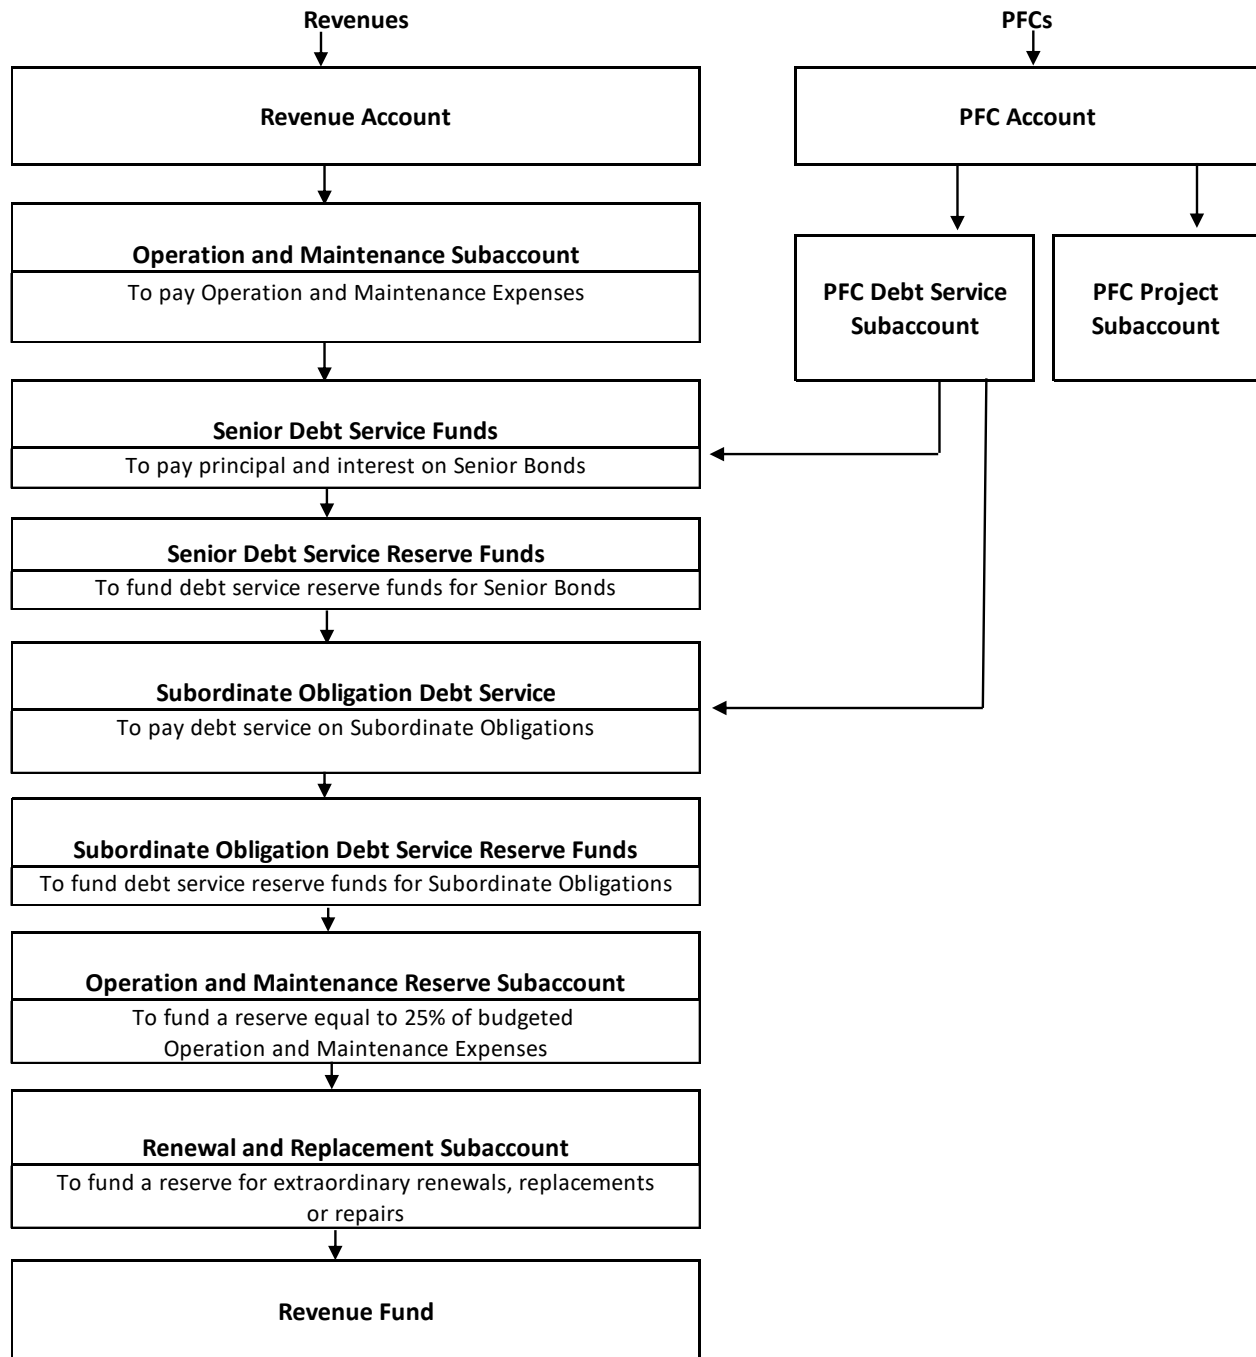 Revenues
Revenue Account
Operation and Maintenance Subaccount
To pay Operation and Maintenance Expenses
Senior Debt Service Funds
To pay principal and interest on Senior Bonds
Senior Debt Service Reserve Funds
To fund debt service reserve funds for Senior Bonds
Subordinate Obligation Debt Service
To pay debt service on Subordinate Obligations
Subordinate Obligation Debt Service Reserve Funds
To fund debt service reserve funds for Subordinate Obligations
Operation and Maintenance Reserve Subaccount
To fund a reserve equal to 25% of budgeted
Operation and Maintenance Expenses
Renewal and Replacement Subaccount
To fund a reserve for extraordinary renewals, replacements
or repairs
Revenue Fund
PFCs
PFC Account
PFC Debt Service
Subaccount
PFC Project
Subaccount